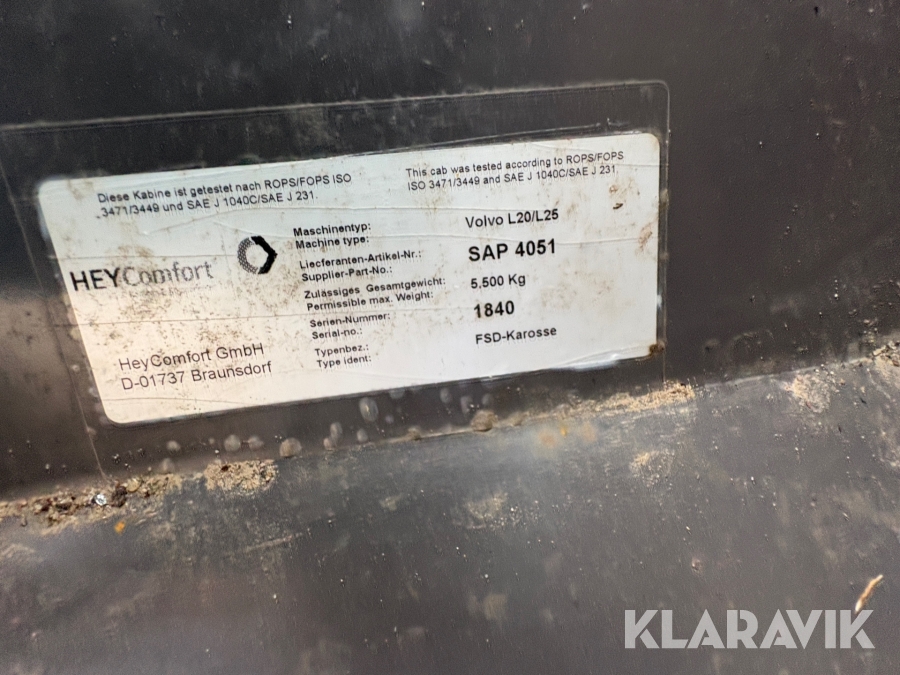 Diese Kabine ist getestet nach ROPS/FOPS ISO
3471/3449 und SAE J 1040C/SAE J 231.
This cab was tested according to ROPS/FOPS
ISO 3471/3449 and SAE J 1040C/SAE J 231.
HEYComfort
HeyComfort GmbH
D-01737 Braunsdorf
Maschinentyp: Volvo L20/L25
Machine type:
Liecferanten-Artikel-Nr.: SAP 4051
Supplier-Part-No.:
Zulässiges Gesamtgewicht: 5,500 Kg
Permissible max. Weight:
Serien-Nummer: 1840
Serial-no.:
Typenbez.: FSD-Karosse
Type ident:
KLARAVIK